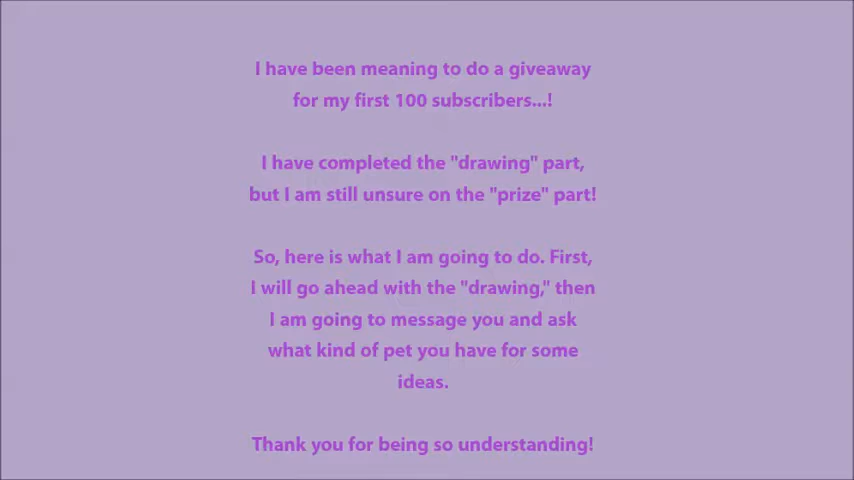 I have been meaning to do a giveaway
for my first 100 subscribers...!
I have completed the "drawing" part,
but I am still unsure on the "prize" part!
So, here is what I am going to do. First,
I will go ahead with the "drawing," then
I am going to message you and ask
what kind of pet you have for some
ideas.
Thank you for being so understanding!